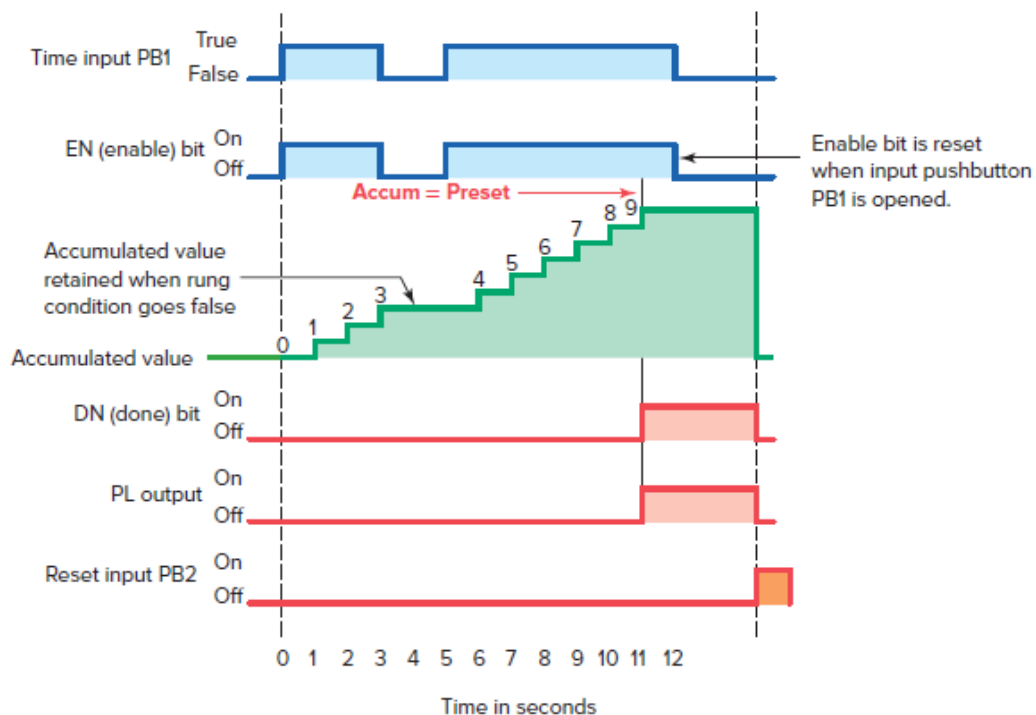 True
Time input PB1
False
EN (enable) bit
On
Off
Enable bit is reset
when input pushbutton
PB1 is opened.
Accum = Preset
Accumulated value
retained when rung
condition goes false
0
1
2
3
4
5
6
7
8
9
Accumulated value
DN (done) bit
On
Off
PL output
On
Off
Reset input PB2
On
Off
0 1 2 3 4 5 6 7 8 9 10 11 12
Time in seconds